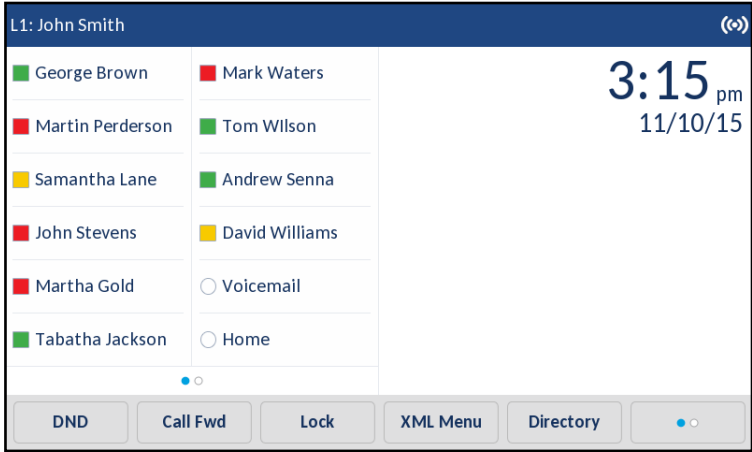 L1: John Smith
George Brown
Mark Waters
3:15 pm
Martin Perderson
Tom WIlson
11/10/15
Samantha Lane
Andrew Senna
John Stevens
David Williams
Martha Gold
Voicemail
Tabatha Jackson
Home
DND
Call Fwd
Lock
XML Menu
Directory